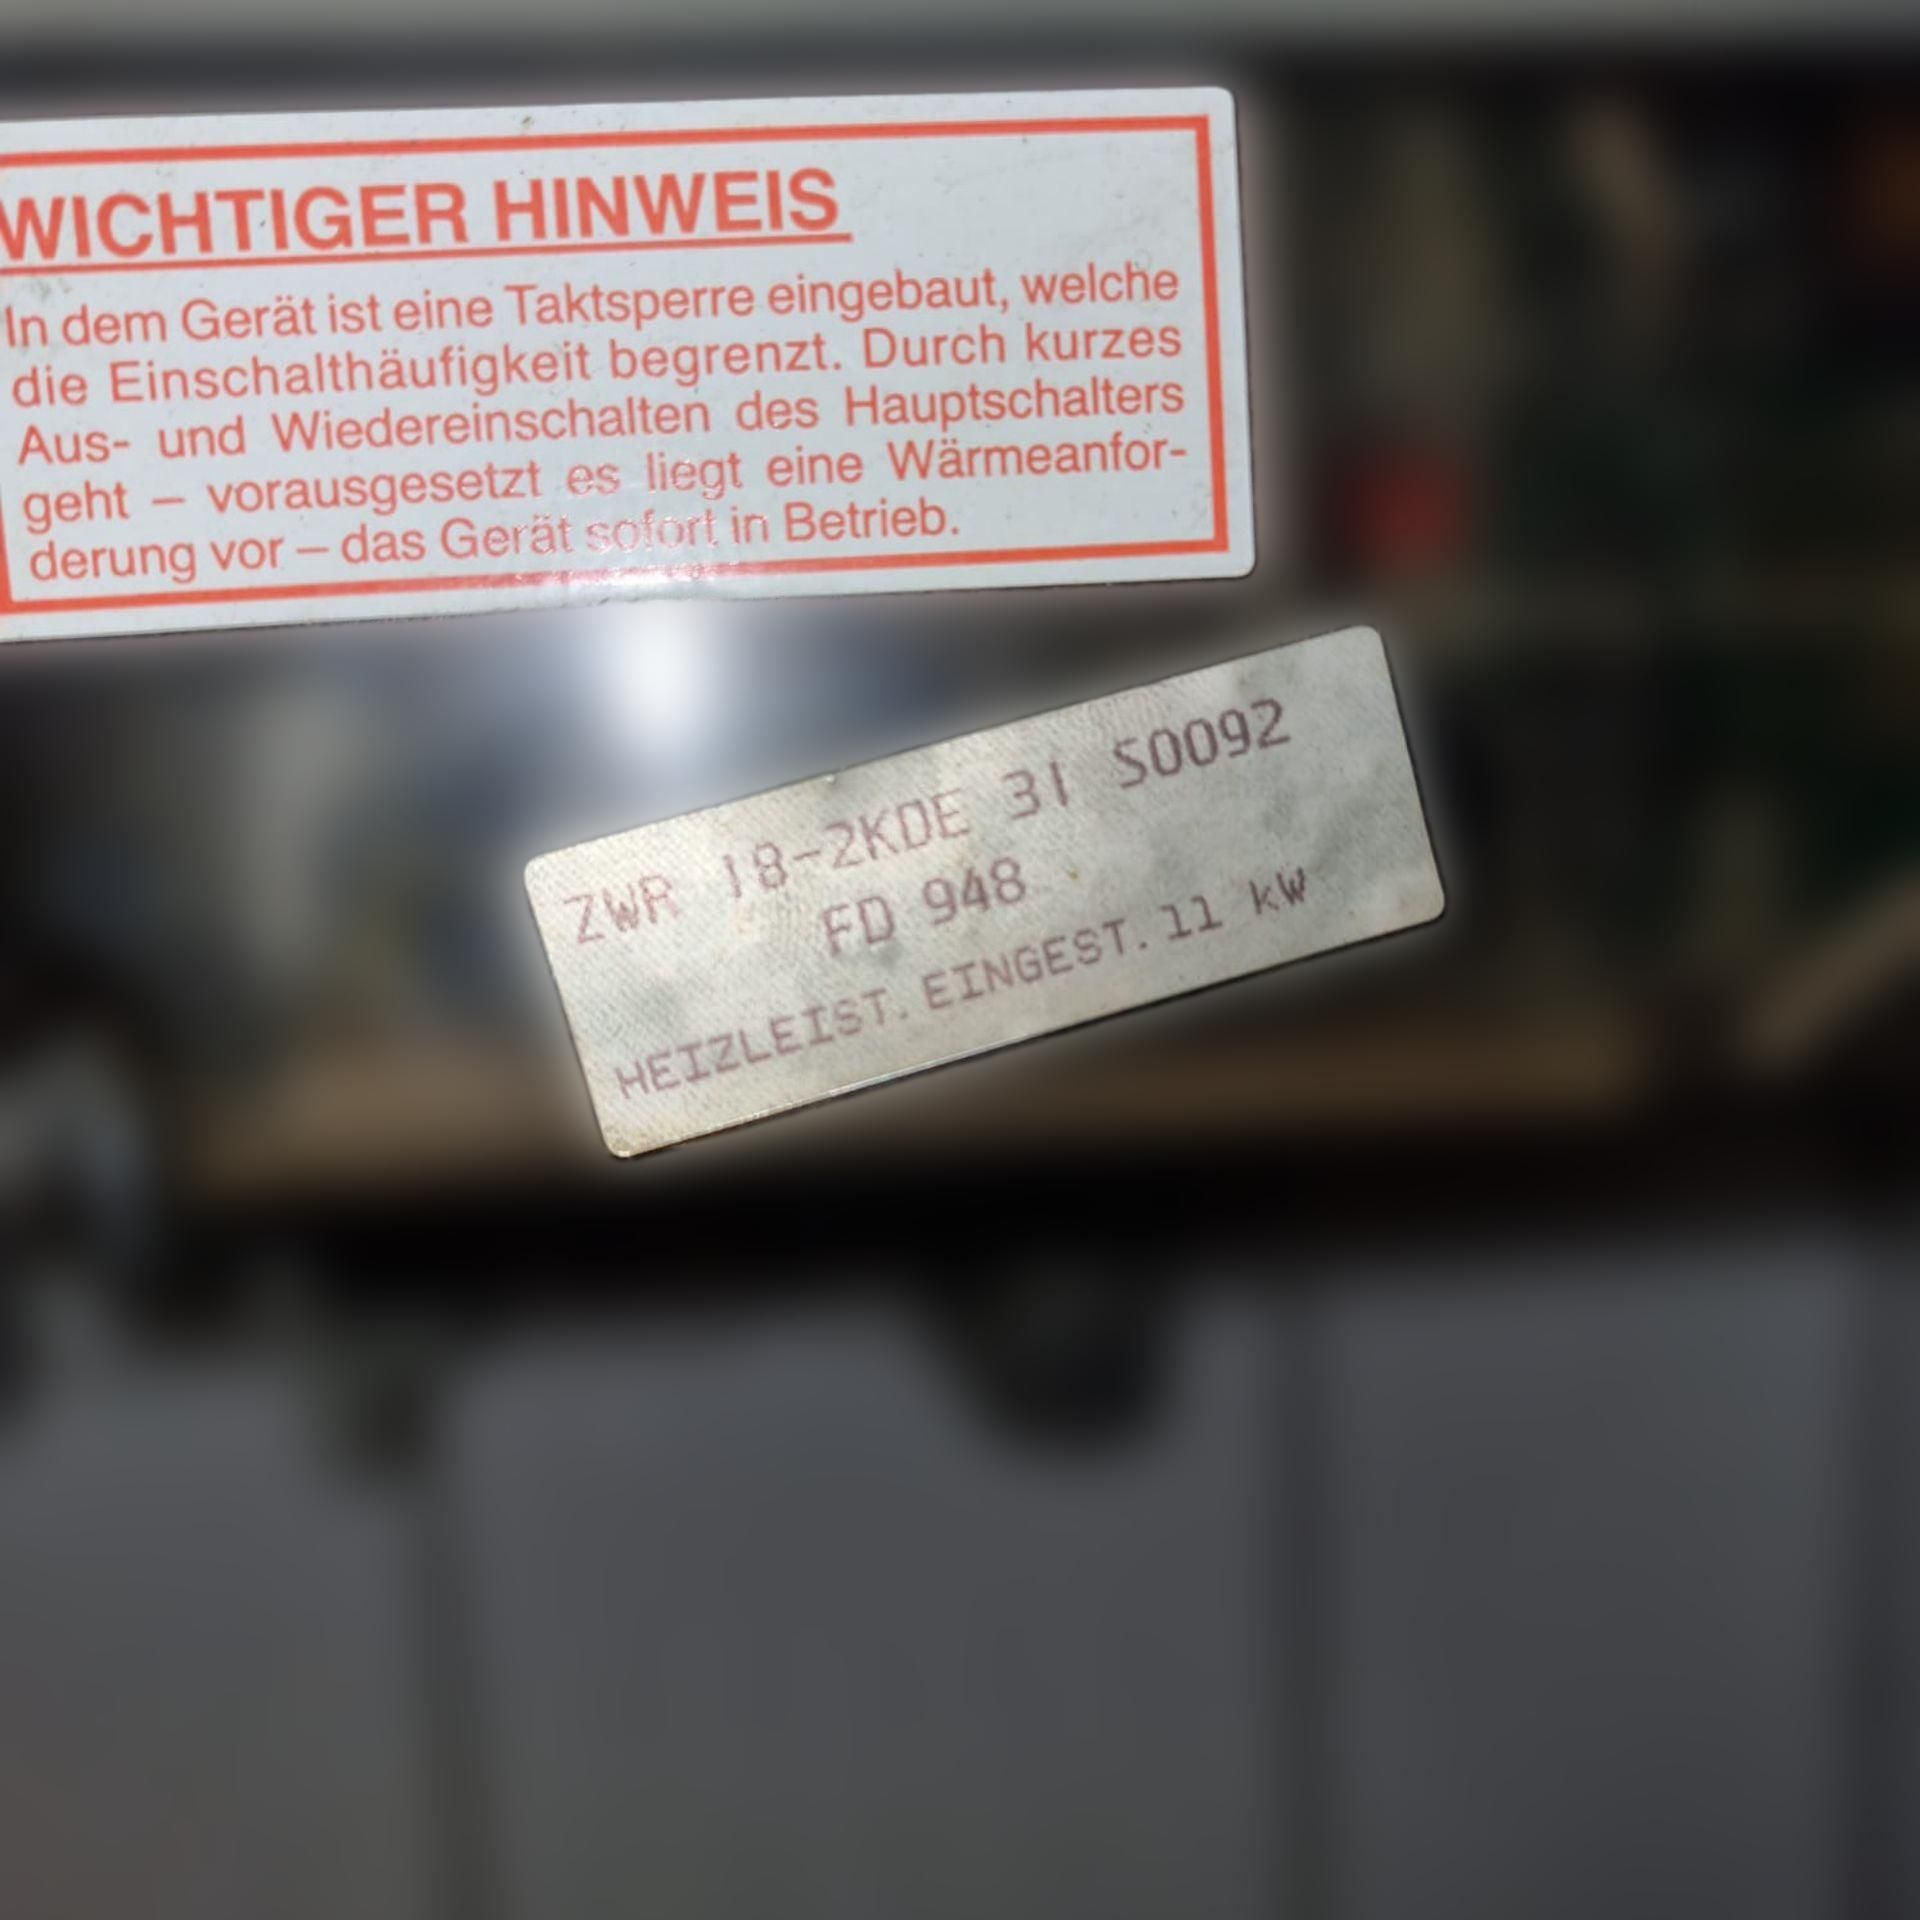 WICHTIGER HINWEIS
In dem Gerät ist eine Taktsperre eingebaut, welche
die Einschalthäufigkeit begrenzt. Durch kurzes
Aus- und Wiedereinschalten des Hauptschalters
geht – vorausgesetzt es liegt eine Wärmeanfor-
derung vor – das Gerät sofort in Betrieb.
ZWR 18-2KDE 31 S0092
FD 948
HEIZLEIST. EINGEST. 11 kW